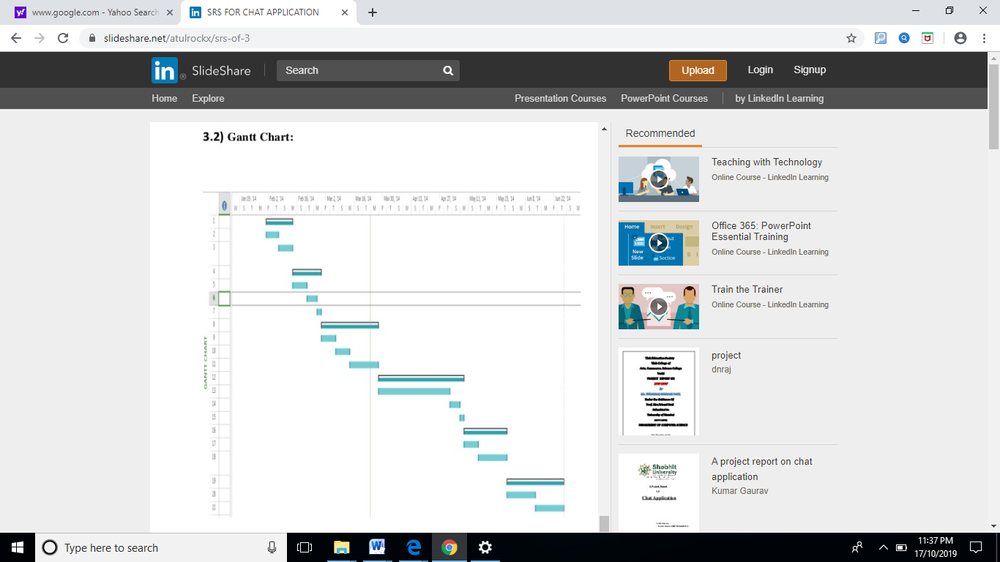 www.google.com - Yahoo Search
SRS FOR CHAT APPLICATION
slideshare.net/atulrockx/srs-of-3
in SlideShare
Search
Upload
Login
Signup
Home
Explore
Presentation Courses
PowerPoint Courses
by LinkedIn Learning
3.2) Gantt Chart:
Jan 19, '14 Feb 2, '14 Feb 16, '14 Mar 2, '14 Mar 16, '14 Mar 30, '14 Apr 13, '14 Apr 27, '14 May 11, '14 May 25, '14 Jun 8, '14 Jun 22, '14
W S T M F T S W S T M F T S W S T M F T S W S T M F T S W S T M F T S W
1
2
3
4
5
6
7
8
9
10
11
12
13
14
15
16
17
18
19
20
21
GANTT CHART
Recommended
Teaching with Technology
Online Course - LinkedIn Learning
Home Insert Design
Layout
Reset
New
Slide
Section
B I
Office 365: PowerPoint
Essential Training
Online Course - LinkedIn Learning
Train the Trainer
Online Course - LinkedIn Learning
project
dnraj
Shobhit
University
A Project Report
Chat Application
A project report on chat
application
Kumar Gaurav
Type here to search
11:37 PM
17/10/2019